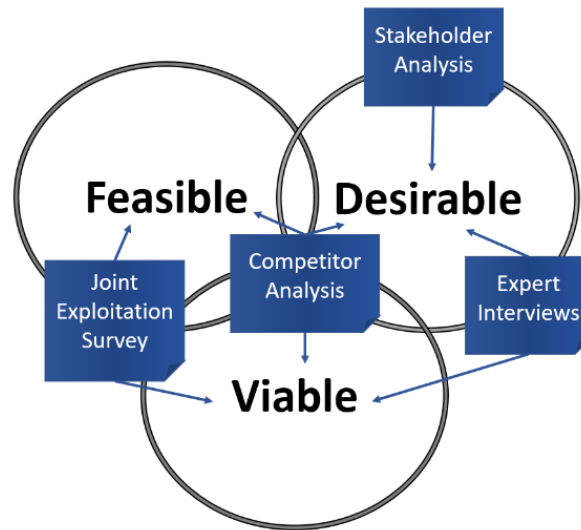 Stakeholder
Analysis
Feasible
Desirable
Joint
Exploitation
Survey
Competitor
Analysis
Expert
Interviews
Viable